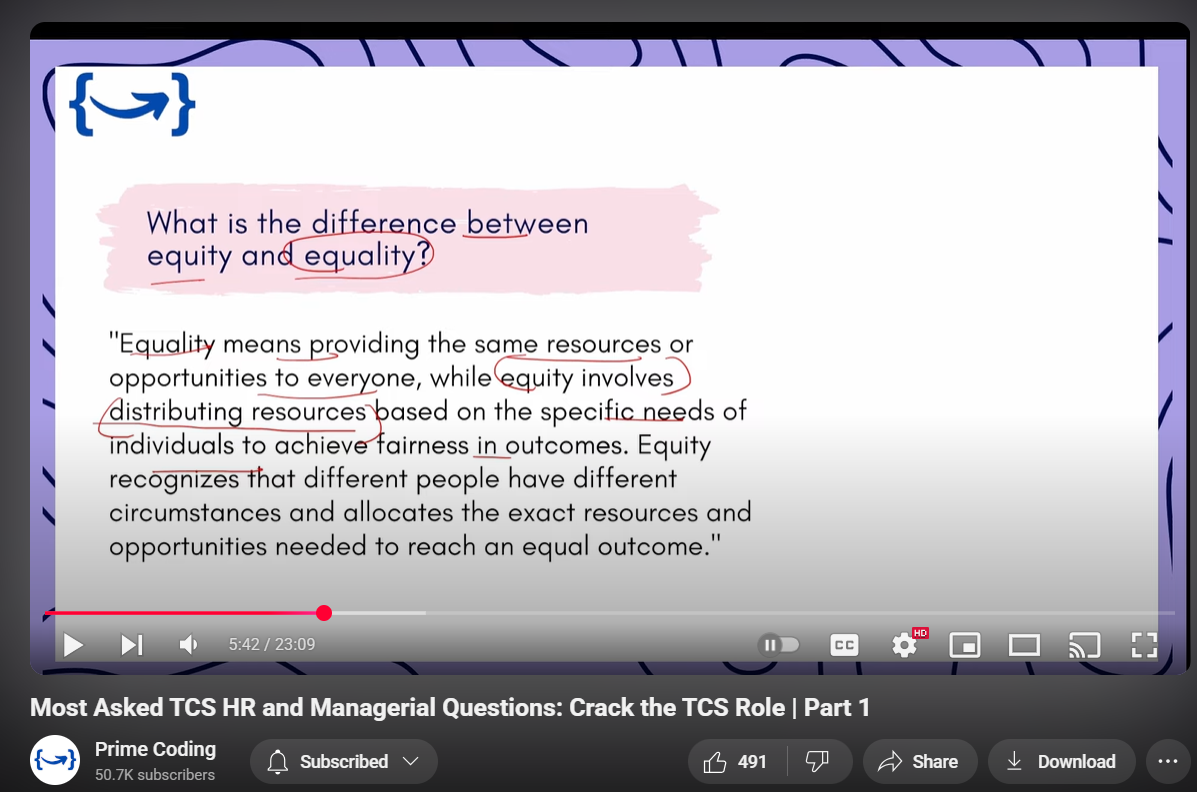 What is the difference between
equity and equality?
"Equality means providing the same resources or
opportunities to everyone, while equity involves
distributing resources based on the specific needs of
individuals to achieve fairness in outcomes. Equity
recognizes that different people have different
circumstances and allocates the exact resources and
opportunities needed to reach an equal outcome."
5:42 / 23:09
CC
HD
Most Asked TCS HR and Managerial Questions: Crack the TCS Role | Part 1
Prime Coding
50.7K subscribers
Subscribed
491
Share
Download